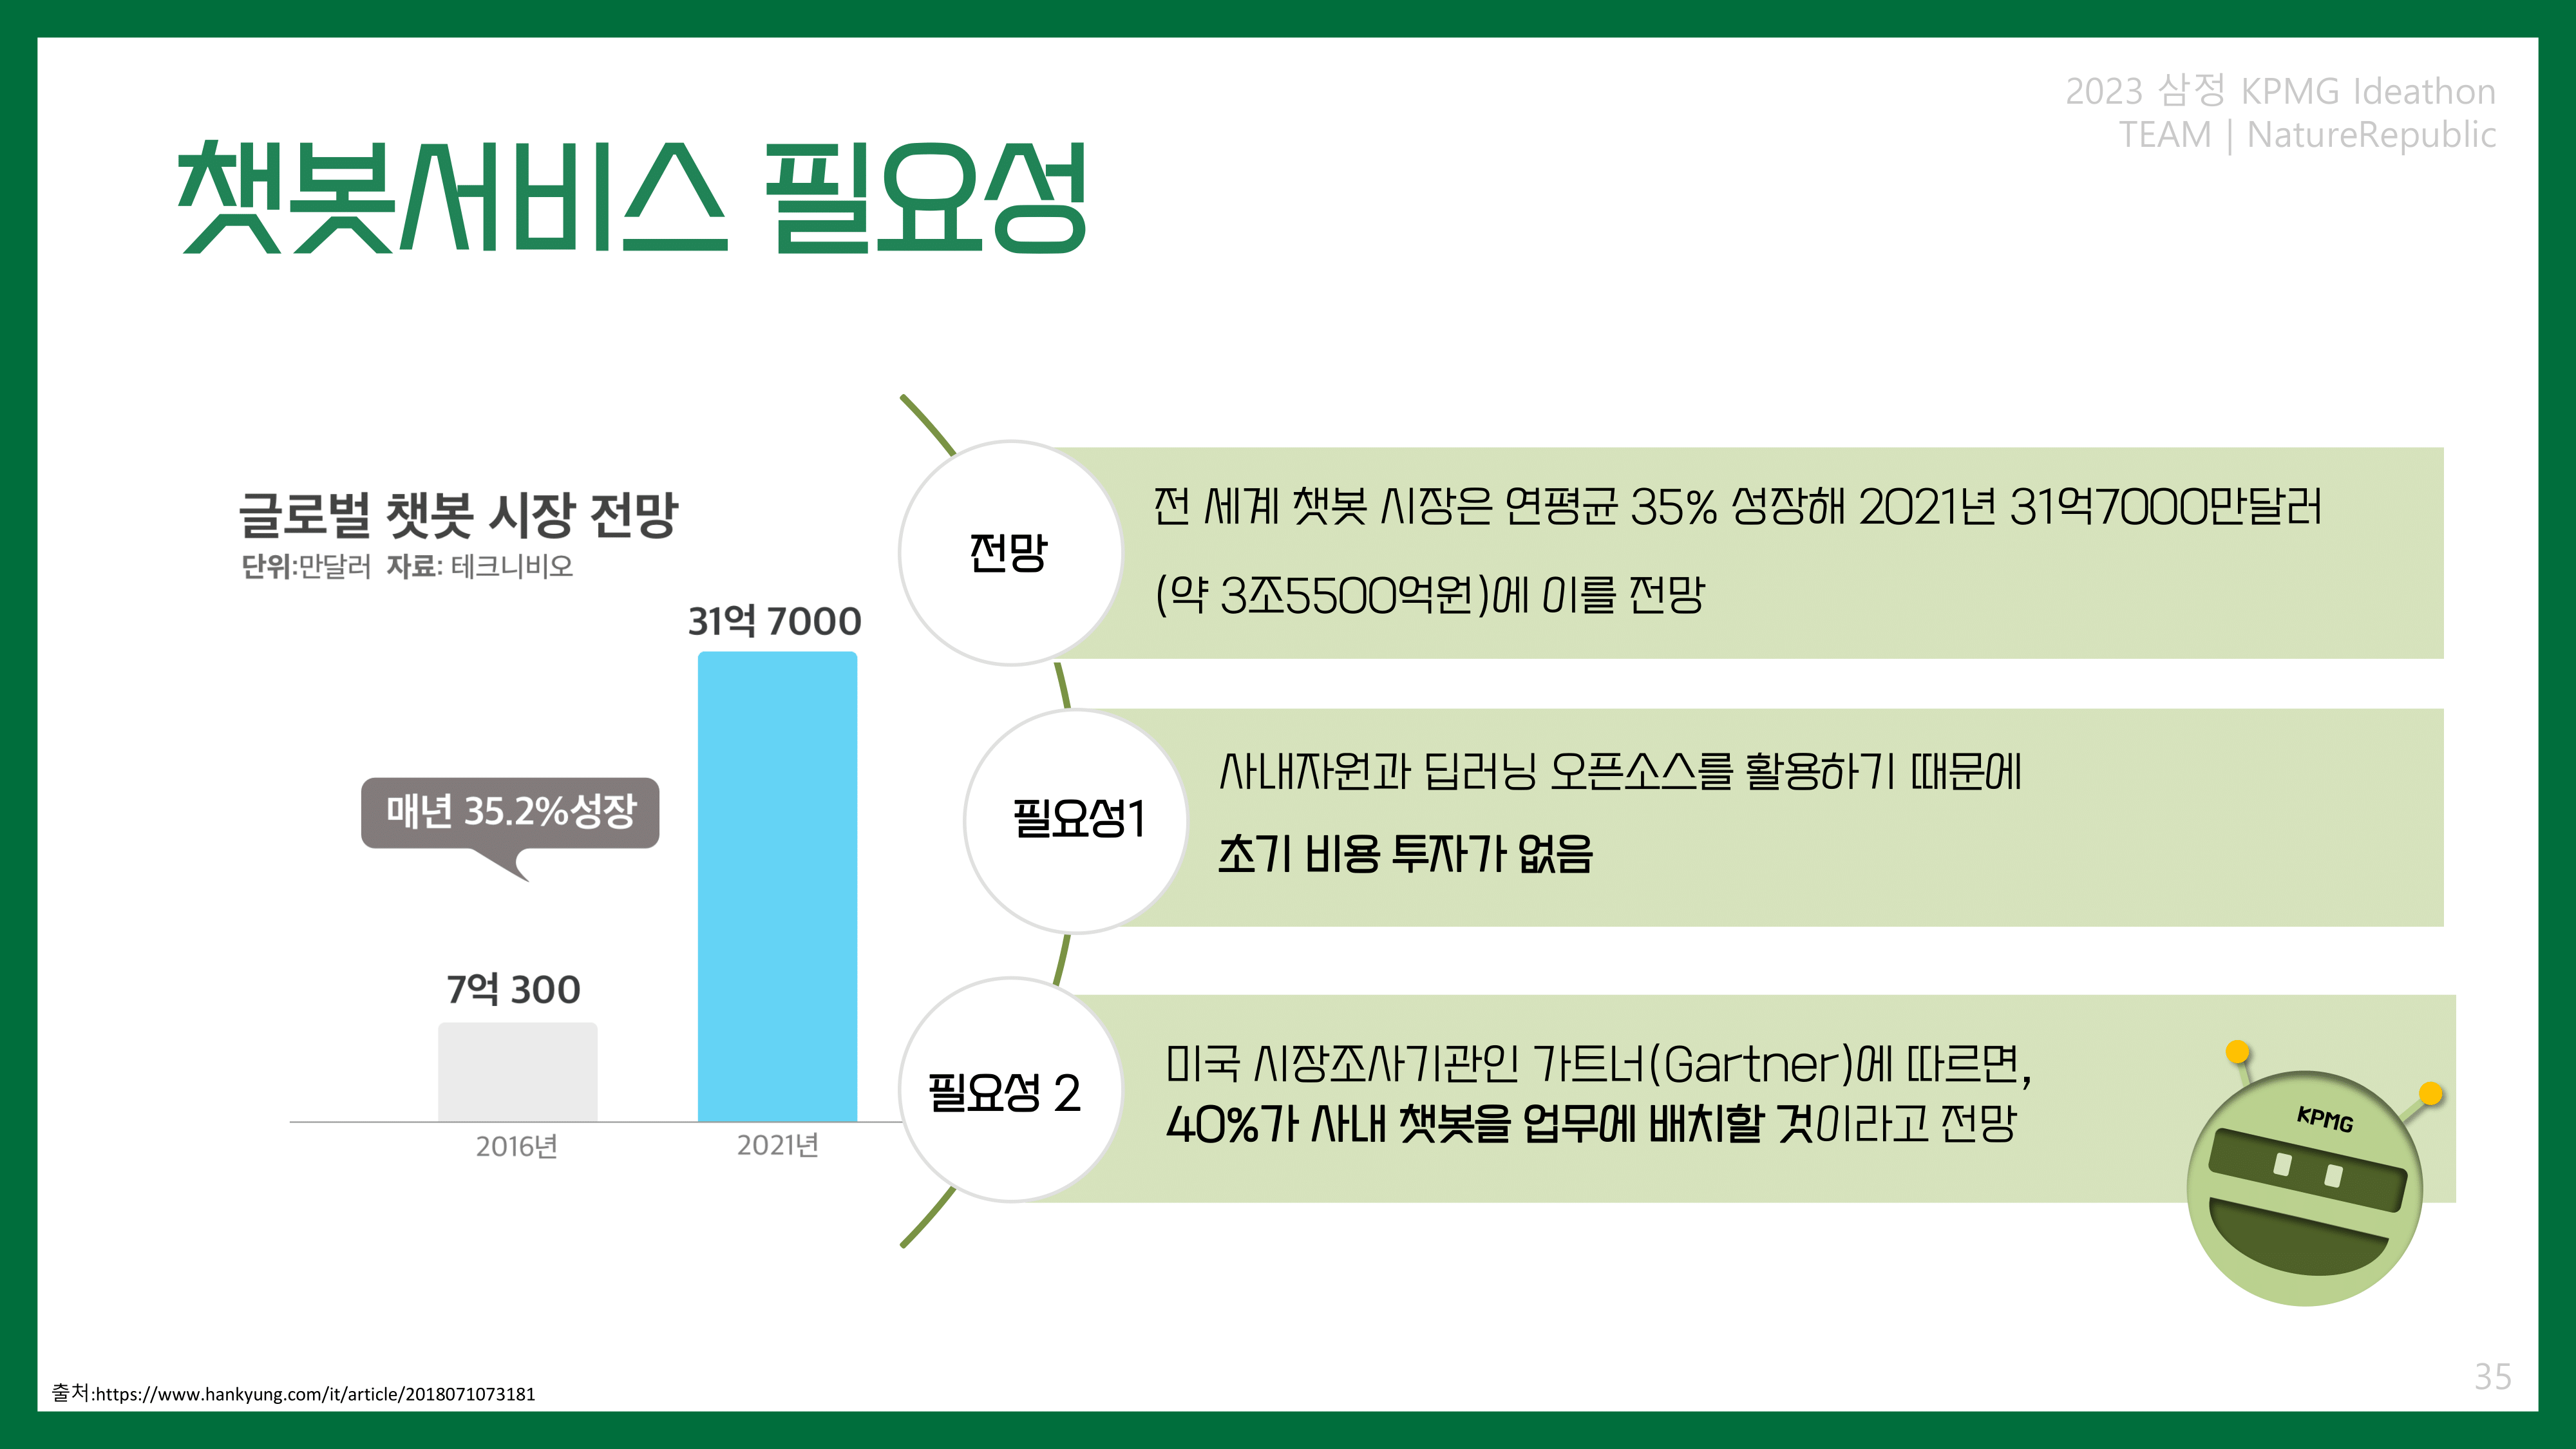 2023 삼정 KPMG Ideathon
TEAM | NatureRepublic
챗봇서비스 필요성
글로벌 챗봇 시장 전망
단위:만달러 자료: 테크니비오
31억 7000
매년 35.2%성장
7억 300
2016년
2021년
전망
전 세계 챗봇 시장은 연평균 35% 성장해 2021년 31억7000만달러
(약 3조5500억원)에 이를 전망
필요성1
사내자원과 딥러닝 오픈소스를 활용하기 때문에
초기 비용 투자가 없음
필요성 2
미국 시장조사기관인 가트너(Gartner)에 따르면,
40%가 사내 챗봇을 업무에 배치할 것이라고 전망
KPMG
출처:https://www.hankyung.com/it/article/2018071073181
35